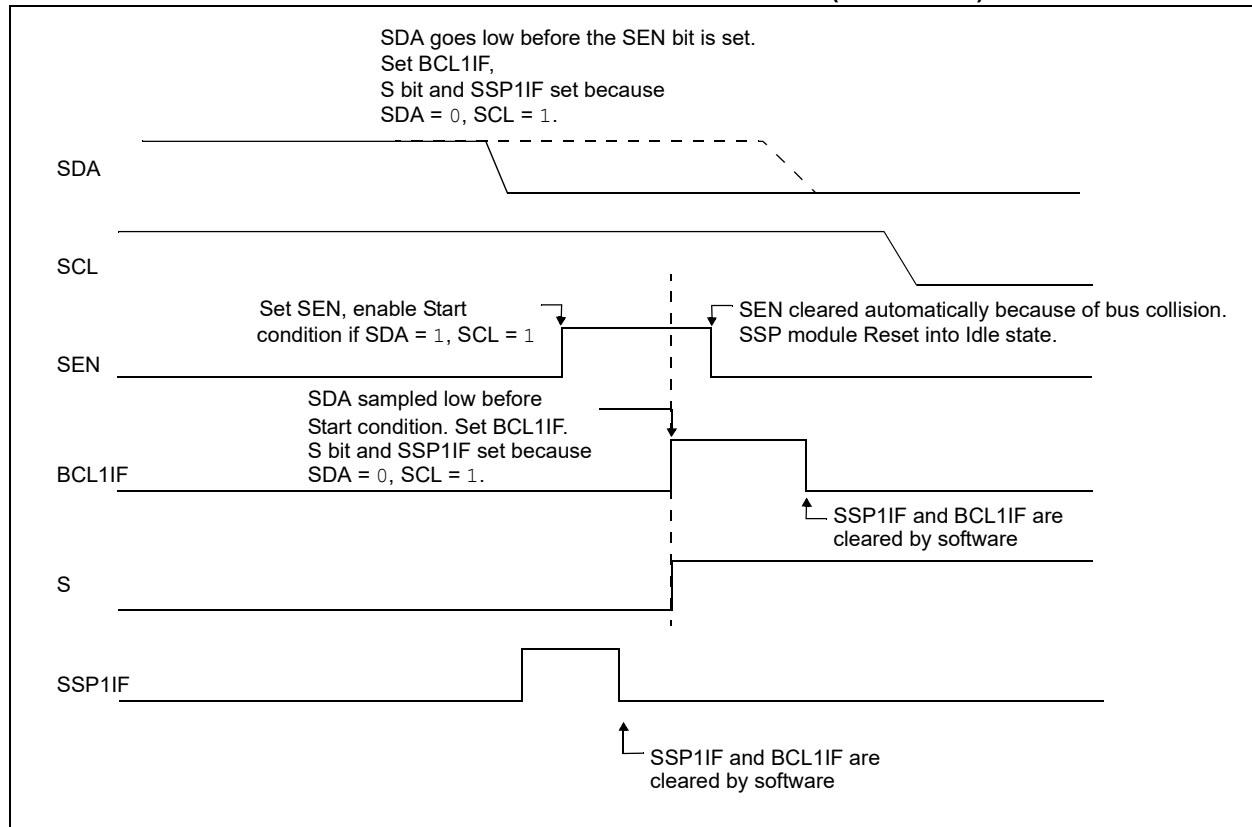 SDA goes low before the SEN bit is set.
Set BCL1IF,
S bit and SSP1IF set because
SDA = 0, SCL = 1.
SDA
SCL
Set SEN, enable Start
condition if SDA = 1, SCL = 1
SEN cleared automatically because of bus collision.
SSP module Reset into Idle state.
SEN
SDA sampled low before
Start condition. Set BCL1IF.
S bit and SSP1IF set because
SDA = 0, SCL = 1.
BCL1IF
SSP1IF and BCL1IF are
cleared by software
S
SSP1IF
SSP1IF and BCL1IF are
cleared by software